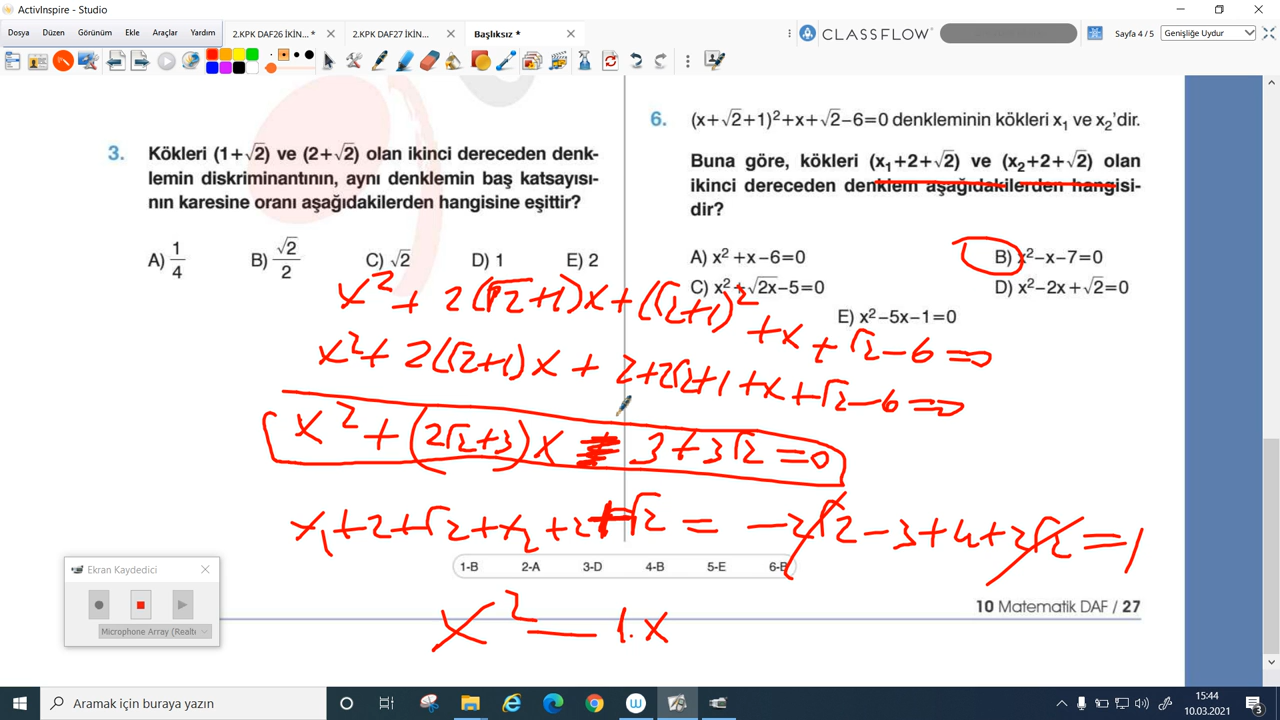 ActivInspire - Studio
Dosya Düzen Görünüm Ekle Araçlar Yardım
2.KPK DAF26 İKİN... *
2.KPK DAF27 İKİN...
Başlıksız *
CLASSFLOW
Sayfa 4 / 5
Genişliğe Uydur
3. Kökleri (1+√2) ve (2+√2) olan ikinci dereceden denk-
lemin diskriminantının, aynı denklemin baş katsayısı-
nın karesine oranı aşağıdakilerden hangisine eşittir?
A) 1/4 B) √2/2 C) √2 D) 1 E) 2
6. (x+√2+1)²+x+√2−6=0 denkleminin kökleri x₁ ve x₂'dir.
Buna göre, kökleri (x₁+2+√2) ve (x₂+2+√2) olan
ikinci dereceden denklem aşağıdakilerden hangisi-
dir?
A) x² +x−6=0 B) x²−x−7=0
C) x²+√2x−5=0 D) x²−2x+√2=0
E) x²−5x−1=0
x² + 2(√2+1)x + (√2+1)² + x + √2 − 6 = 0
x² + 2(√2+1)x + 2+2√2+1 + x + √2 − 6 = 0
x² + (2√2+3)x − 3 + 3√2 = 0
x₁+2+√2+x₂+2+√2 = −2√2−3+4+2√2 = 1
1-B 2-A 3-D 4-B 5-E 6-B
x² − 1.x
10 Matematik DAF / 27
Ekran Kaydedici
Microphone Array (Realt
Aramak için buraya yazın
15:44
10.03.2021
3